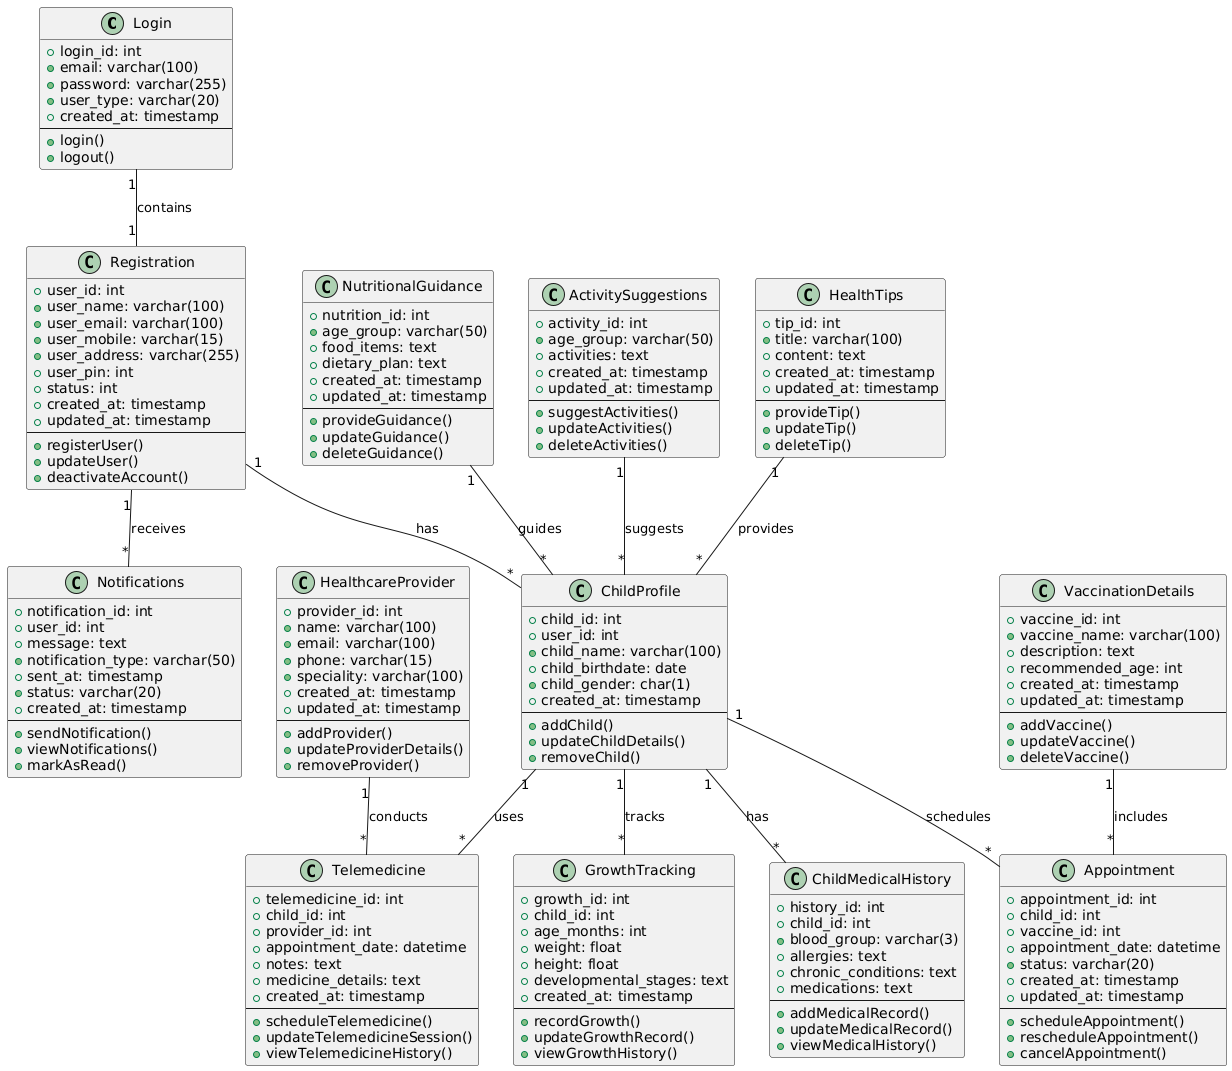 C Login
login_id: int
email: varchar(100)
password: varchar(255)
user_type: varchar(20)
created_at: timestamp
login()
logout()
1
contains
1
C Registration
user_id: int
user_name: varchar(100)
user_email: varchar(100)
user_mobile: varchar(15)
user_address: varchar(255)
user_pin: int
status: int
created_at: timestamp
updated_at: timestamp
registerUser()
updateUser()
deactivateAccount()
C NutritionalGuidance
nutrition_id: int
age_group: varchar(50)
food_items: text
dietary_plan: text
created_at: timestamp
updated_at: timestamp
provideGuidance()
updateGuidance()
deleteGuidance()
C ActivitySuggestions
activity_id: int
age_group: varchar(50)
activities: text
created_at: timestamp
updated_at: timestamp
suggestActivities()
updateActivities()
deleteActivities()
C HealthTips
tip_id: int
title: varchar(100)
content: text
created_at: timestamp
updated_at: timestamp
provideTip()
updateTip()
deleteTip()
1
receives
*
1
has
*
1
guides
*
1
suggests
*
1
provides
*
C Notifications
notification_id: int
user_id: int
message: text
notification_type: varchar(50)
sent_at: timestamp
status: varchar(20)
created_at: timestamp
sendNotification()
viewNotifications()
markAsRead()
C HealthcareProvider
provider_id: int
name: varchar(100)
email: varchar(100)
phone: varchar(15)
speciality: varchar(100)
created_at: timestamp
updated_at: timestamp
addProvider()
updateProviderDetails()
removeProvider()
C ChildProfile
child_id: int
user_id: int
child_name: varchar(100)
child_birthdate: date
child_gender: char(1)
created_at: timestamp
addChild()
updateChildDetails()
removeChild()
C VaccinationDetails
vaccine_id: int
vaccine_name: varchar(100)
description: text
recommended_age: int
created_at: timestamp
updated_at: timestamp
addVaccine()
updateVaccine()
deleteVaccine()
1
conducts
*
1
uses
*
1
tracks
*
1
has
*
1
schedules
*
1
includes
*
C Telemedicine
telemedicine_id: int
child_id: int
provider_id: int
appointment_date: datetime
notes: text
medicine_details: text
created_at: timestamp
scheduleTelemedicine()
updateTelemedicineSession()
viewTelemedicineHistory()
C GrowthTracking
growth_id: int
child_id: int
age_months: int
weight: float
height: float
developmental_stages: text
created_at: timestamp
recordGrowth()
updateGrowthRecord()
viewGrowthHistory()
C ChildMedicalHistory
history_id: int
child_id: int
blood_group: varchar(3)
allergies: text
chronic_conditions: text
medications: text
addMedicalRecord()
updateMedicalRecord()
viewMedicalHistory()
C Appointment
appointment_id: int
child_id: int
vaccine_id: int
appointment_date: datetime
status: varchar(20)
created_at: timestamp
updated_at: timestamp
scheduleAppointment()
rescheduleAppointment()
cancelAppointment()